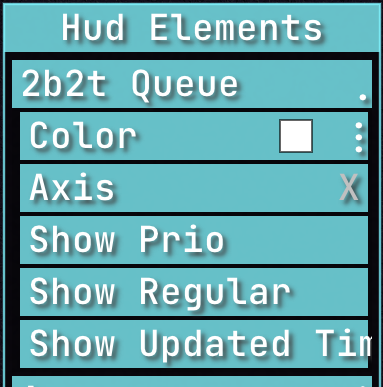 Hud Elements
2b2t Queue .
Color
Axis X
Show Prio
Show Regular
Show Updated Tim